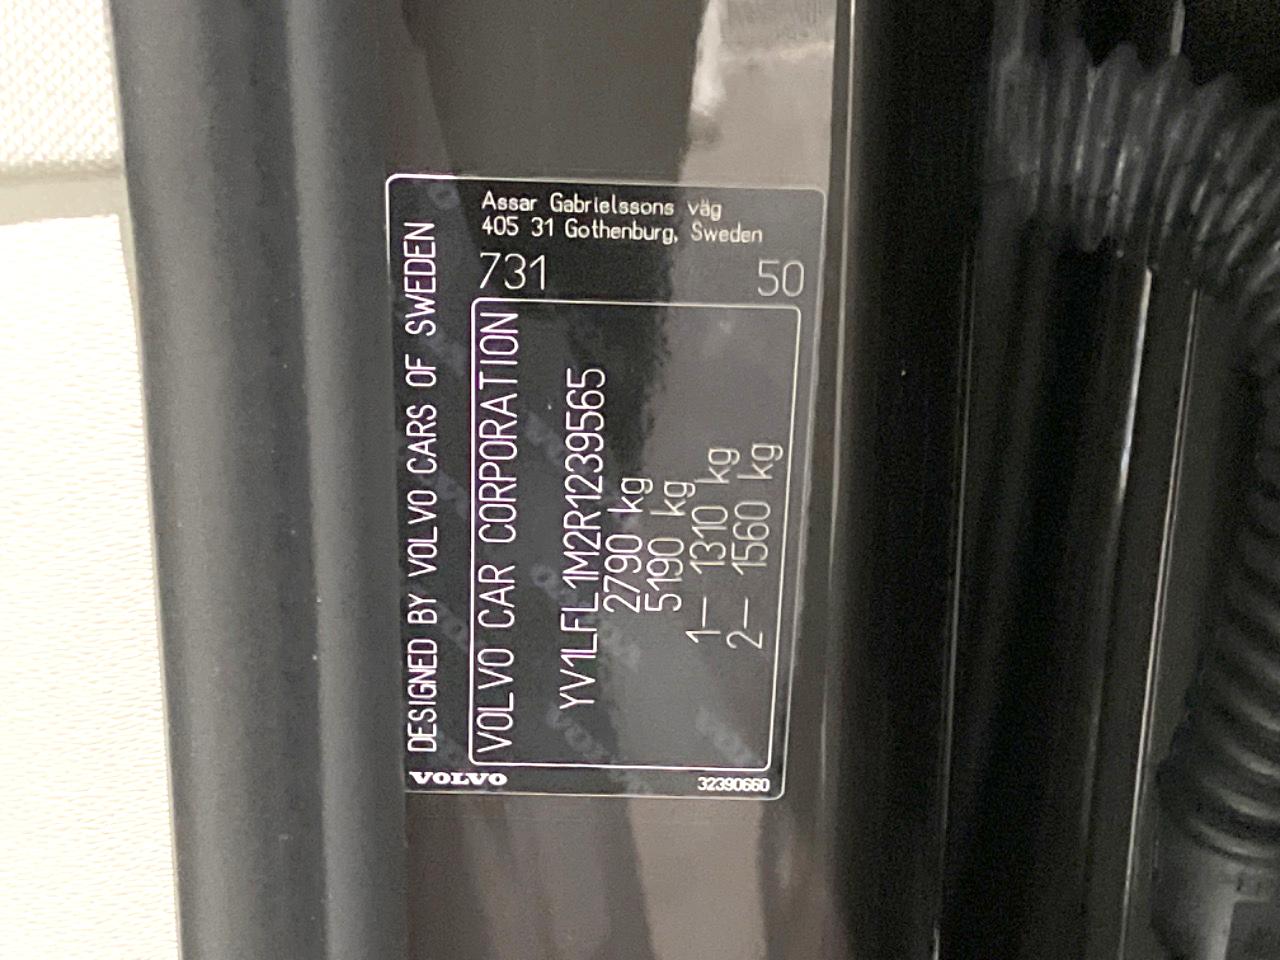 Assar Gabrielssons väg
405 31 Gothenburg, Sweden
731 50
DESIGNED BY VOLVO CARS OF SWEDEN
VOLVO CAR CORPORATION
YV1LFL1M2R1239565
2790 kg
5190 kg
1– 1310 kg
2– 1560 kg
VOLVO
32390660